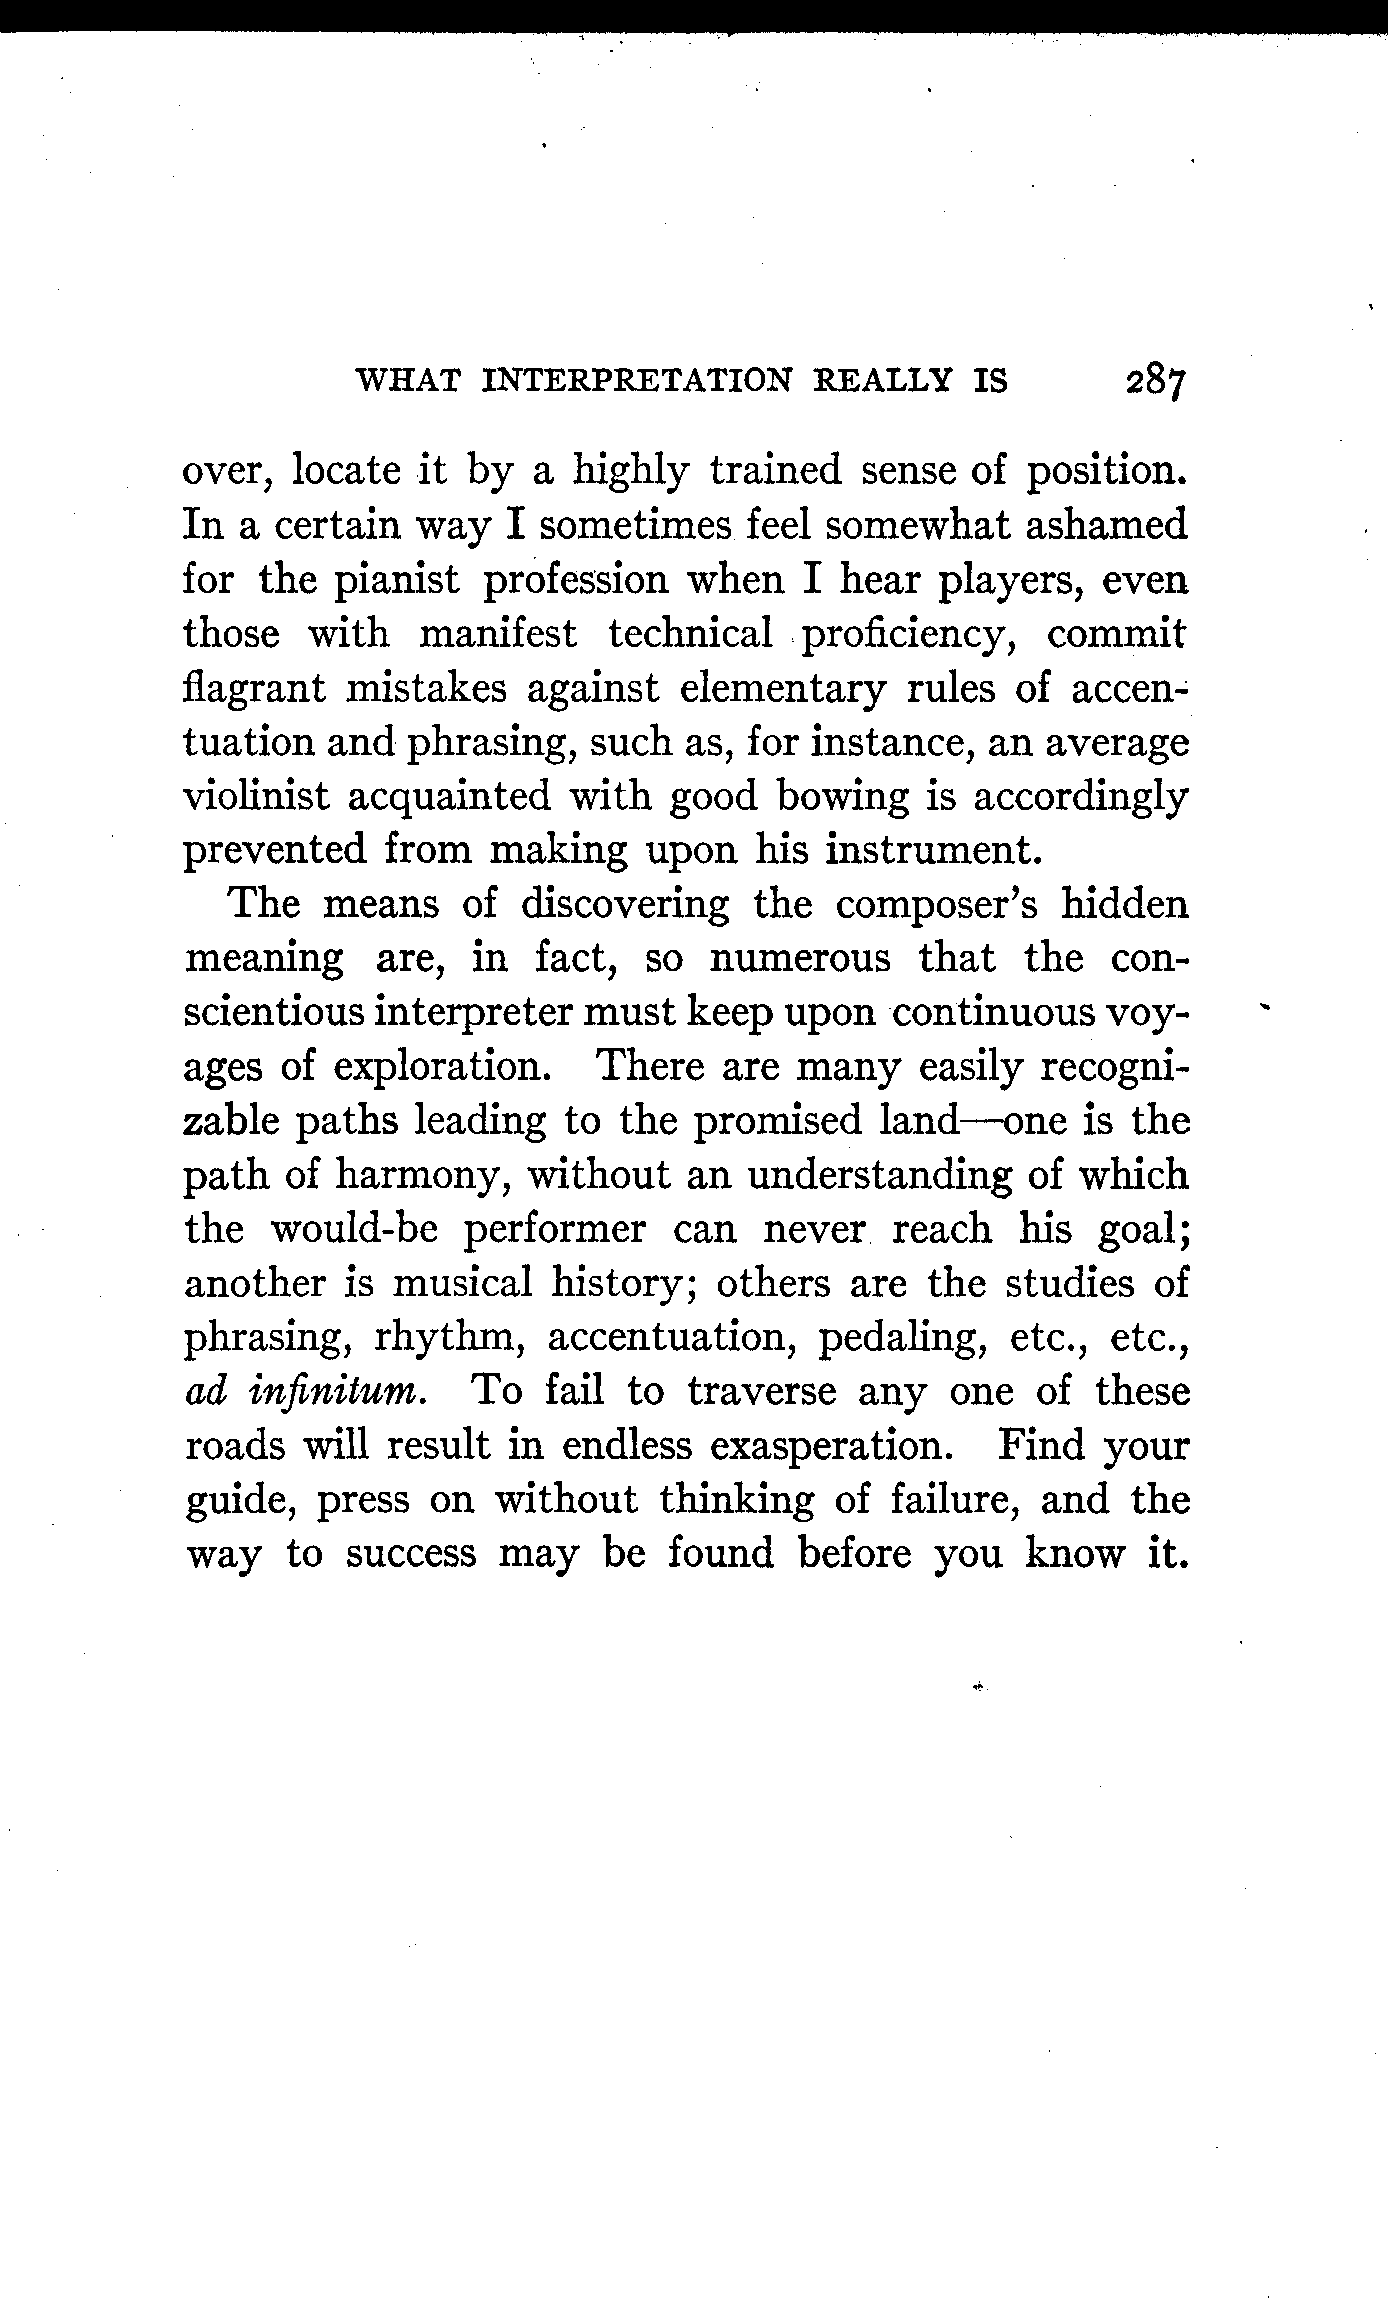 WHAT INTERPRETATION REALLY IS 287
over, locate it by a highly trained sense of position.
In a certain way I sometimes feel somewhat ashamed
for the pianist profession when I hear players, even
those with manifest technical proficiency, commit
flagrant mistakes against elementary rules of accen-
tuation and phrasing, such as, for instance, an average
violinist acquainted with good bowing is accordingly
prevented from making upon his instrument.
The means of discovering the composer's hidden
meaning are, in fact, so numerous that the con-
scientious interpreter must keep upon continuous voy-
ages of exploration. There are many easily recogni-
zable paths leading to the promised land—one is the
path of harmony, without an understanding of which
the would-be performer can never reach his goal;
another is musical history; others are the studies of
phrasing, rhythm, accentuation, pedaling, etc., etc.,
ad infinitum. To fail to traverse any one of these
roads will result in endless exasperation. Find your
guide, press on without thinking of failure, and the
way to success may be found before you know it.